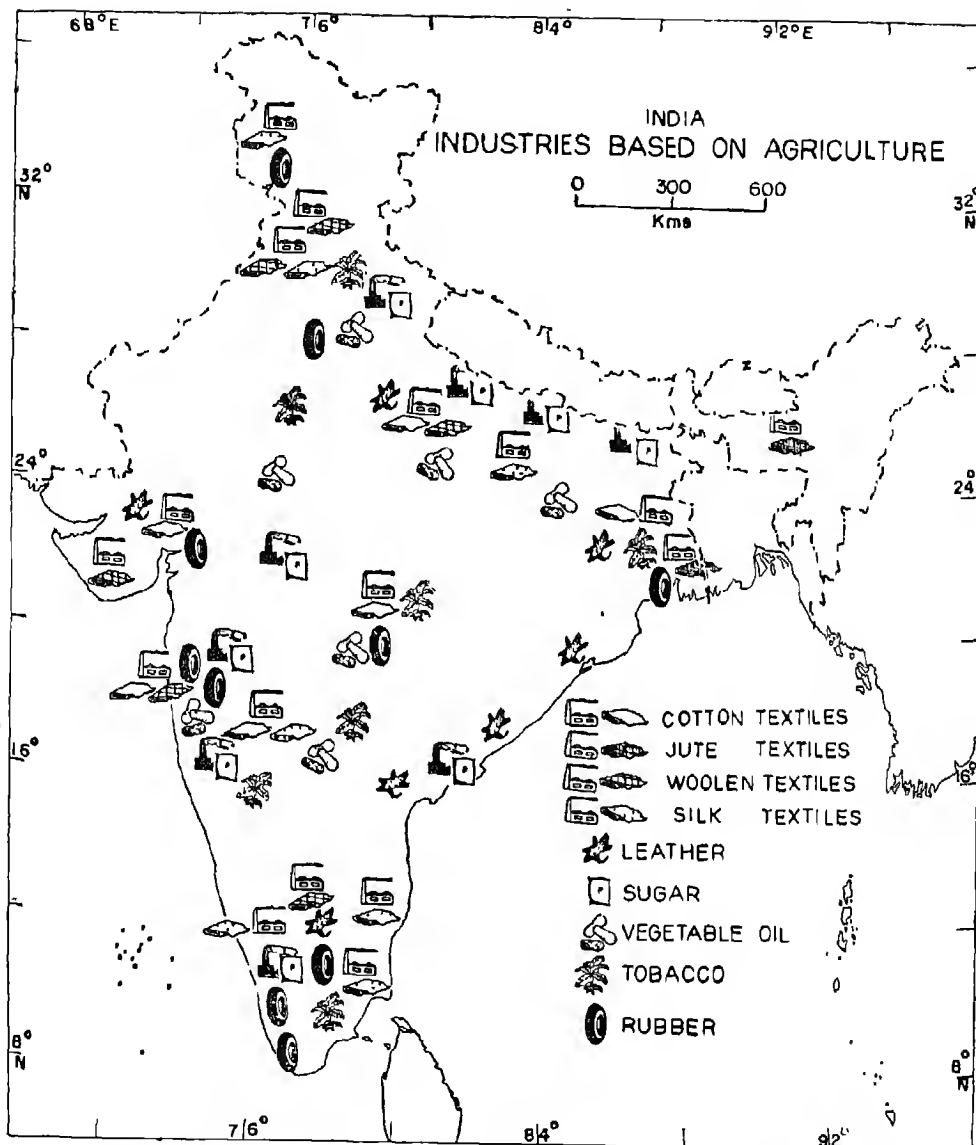 68°E 76° 84° 92°E
INDIA
INDUSTRIES BASED ON AGRICULTURE
0 300 600
Kms
32°
N
32°
N
24°
24°
16°
16°
8°
N
8°
N
COTTON TEXTILES
JUTE TEXTILES
WOOLEN TEXTILES
SILK TEXTILES
LEATHER
SUGAR
VEGETABLE OIL
TOBACCO
RUBBER
76° 84° 92°